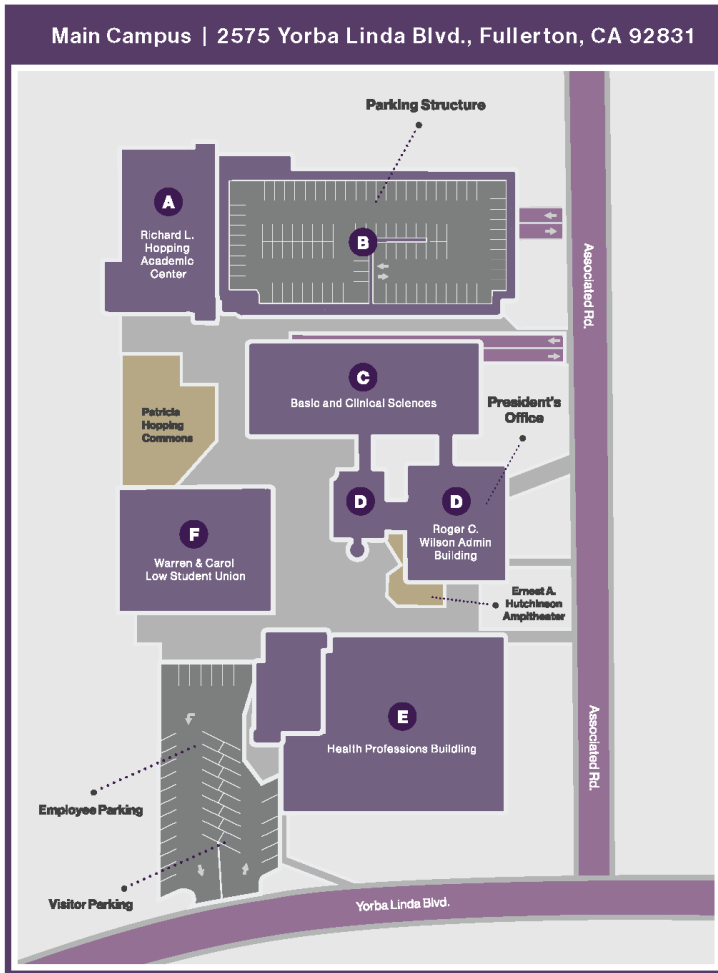 Main Campus | 2575 Yorba Linda Blvd., Fullerton, CA 92831
Parking Structure
A
Richard L.
Hopping
Academic
Center
B
Associated Rd.
C
Basic and Clinical Sciences
Patricia
Hopping
Commons
President's
Office
D
D
Roger C.
Wilson Admin
Building
F
Warren & Carol
Low Student Union
Ernest A.
Hutchinson
Ampitheater
E
Health Professions Buildling
Associated Rd.
Employee Parking
Visitor Parking
Yorba Linda Blvd.